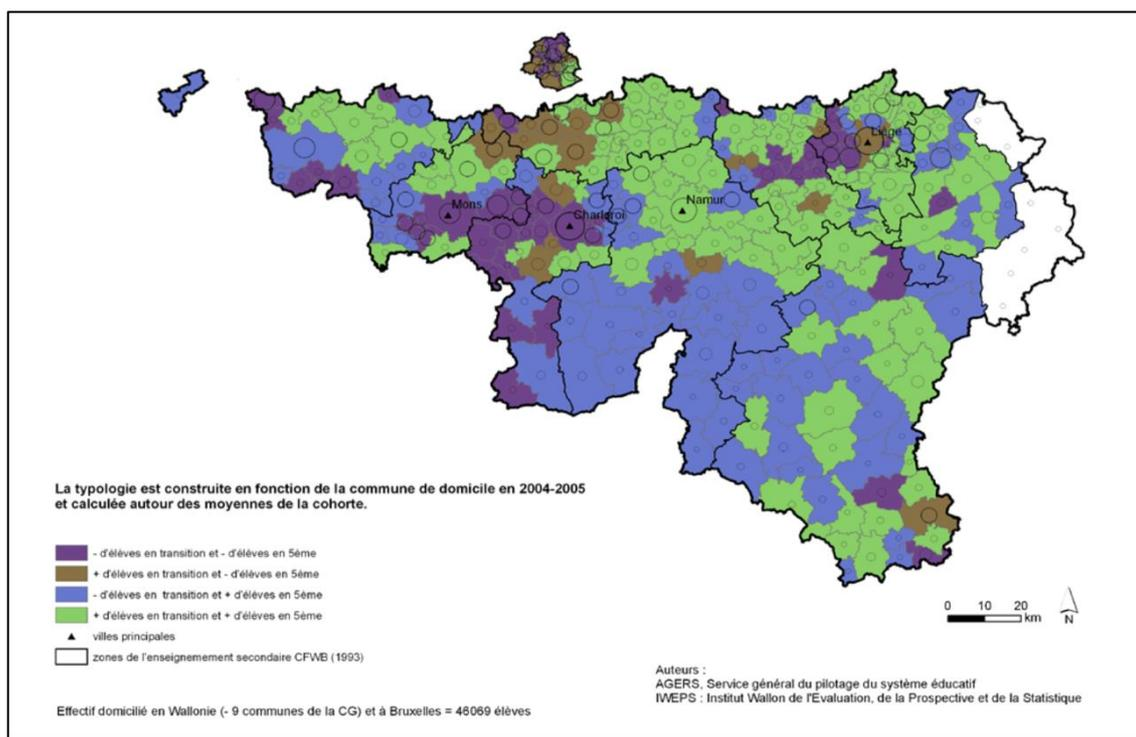 Liège
Namur
Mons
Charleroi
La typologie est construite en fonction de la commune de domicile en 2004-2005
et calculée autour des moyennes de la cohorte.
- d'élèves en transition et - d'élèves en 5ème
+ d'élèves en transition et - d'élèves en 5ème
- d'élèves en transition et + d'élèves en 5ème
+ d'élèves en transition et + d'élèves en 5ème
villes principales
zones de l'enseignemement secondaire CFWB (1993)
0 10 20
km
N
Auteurs :
AGERS, Service général du pilotage du système éducatif
IWEPS : Institut Wallon de l'Evaluation, de la Prospective et de la Statistique
Effectif domicilié en Wallonie (- 9 communes de la CG) et à Bruxelles = 46069 élèves